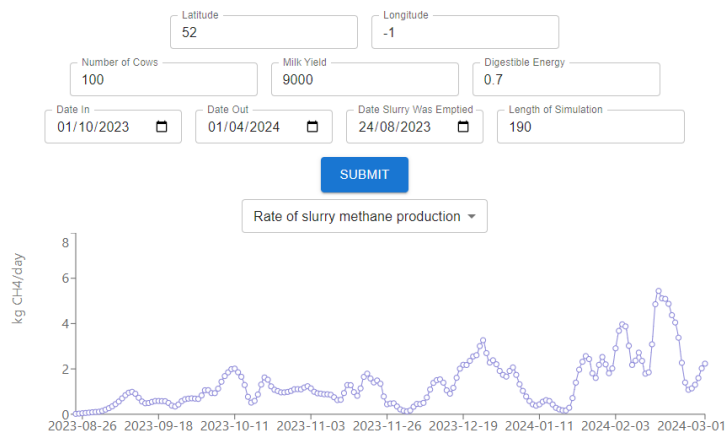 Latitude Longitude
52 -1
Number of Cows Milk Yield Digestible Energy
100 9000 0.7
Date In Date Out Date Slurry Was Emptied Length of Simulation
01/10/2023 01/04/2024 24/08/2023 190
SUBMIT
Rate of slurry methane production
kg CH4/day
8
6
4
2
0
2023-08-26 2023-09-18 2023-10-11 2023-11-03 2023-11-26 2023-12-19 2024-01-11 2024-02-03 2024-03-01